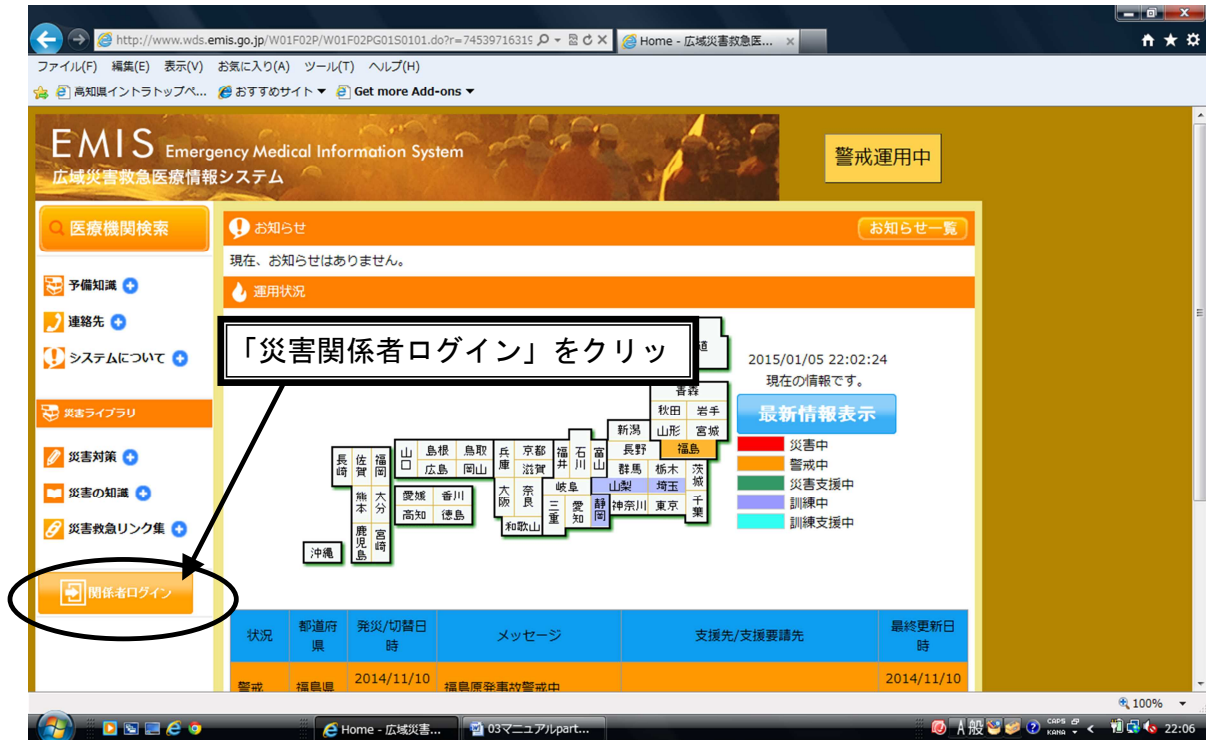 http://www.wds.emis.go.jp/W01F02P/W01F02PG01S0101.do?r=74539716319
Home - 広域災害救急医...
ファイル(F) 編集(E) 表示(V) お気に入り(A) ツール(T) ヘルプ(H)
高知県イントラトップペ... おすすめサイト Get more Add-ons
EMIS Emergency Medical Information System
広域災害救急医療情報システム
警戒運用中
医療機関検索
予備知識
連絡先
システムについて
災害ライブラリ
災害対策
災害の知識
災害救急リンク集
関係者ログイン
お知らせ
お知らせ一覧
現在、お知らせはありません。
運用状況
「災害関係者ログイン」をクリッ
道
2015/01/05 22:02:24
現在の情報です。
最新情報表示
災害中
警戒中
災害支援中
訓練中
訓練支援中
青森
秋田 岩手
山形 宮城
新潟
福島
長野
群馬 栃木 茨城
山梨 埼玉
神奈川 東京 千葉
富山
石川
福井
岐阜
静岡
愛知
三重
京都
滋賀
兵庫
大阪
奈良
和歌山
鳥取
島根
岡山
広島
山口
愛媛 香川
高知 徳島
福岡
佐賀
長崎
熊本
大分
宮崎
鹿児島
沖縄
状況 都道府県 発災/切替日時 メッセージ 支援先/支援要請先 最終更新日時
警戒 福島県 2014/11/10 福島原発事故警戒中 2014/11/10
100%
Home - 広域災害...
03マニュアルpart...
A 般
CAPS
KANA
22:06